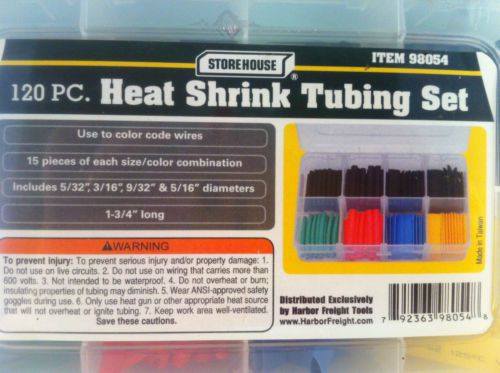 STOREHOUSE®
ITEM 98054
120 PC. Heat Shrink Tubing Set
Use to color code wires
15 pieces of each size/color combination
Includes 5/32", 3/16", 9/32" & 5/16" diameters
1-3/4" long
WARNING
To prevent injury: To prevent serious injury and/or property damage: 1.
Do not use on live circuits. 2. Do not use on wiring that carries more than
600 volts. 3. Not intended to be waterproof. 4. Do not overheat or burn;
insulating properties of tubing may diminish. 5. Wear ANSI-approved safety
goggles during use. 6. Only use heat gun or other appropriate heat source
that will not overheat or ignite tubing. 7. Keep work area well-ventilated.
Save these cautions.
Made in Taiwan
Distributed Exclusively
by Harbor Freight Tools
www.HarborFreight.com
7 92363 98054 8